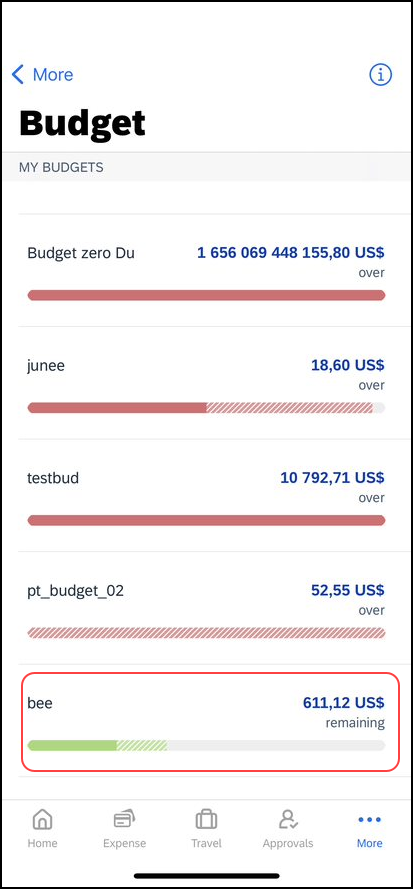 More
Budget
MY BUDGETS
Budget zero Du 1 656 069 448 155,80 US$
over
junee 18,60 US$
over
testbud 10 792,71 US$
over
pt_budget_02 52,55 US$
over
bee 611,12 US$
remaining
Home Expense Travel Approvals More